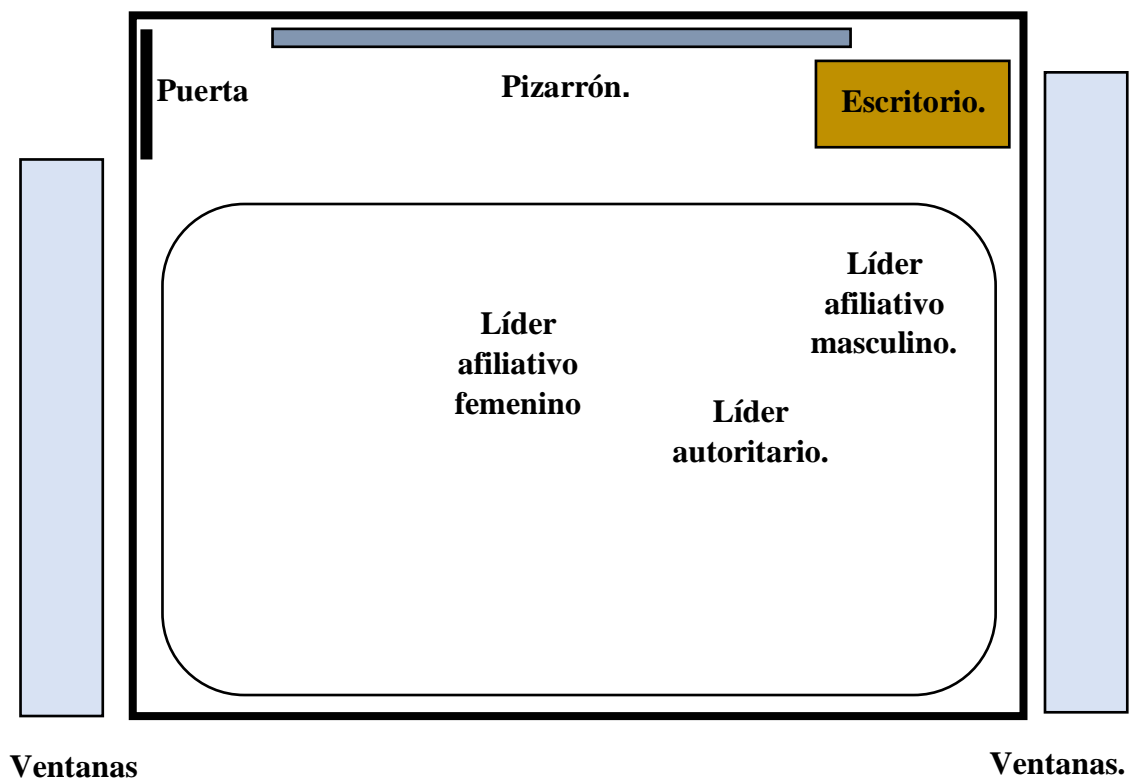 Puerta
Pizarrón.
Escritorio.
Líder
afiliativo
masculino.
Líder
afiliativo
femenino
Líder
autoritario.
Ventanas
Ventanas.